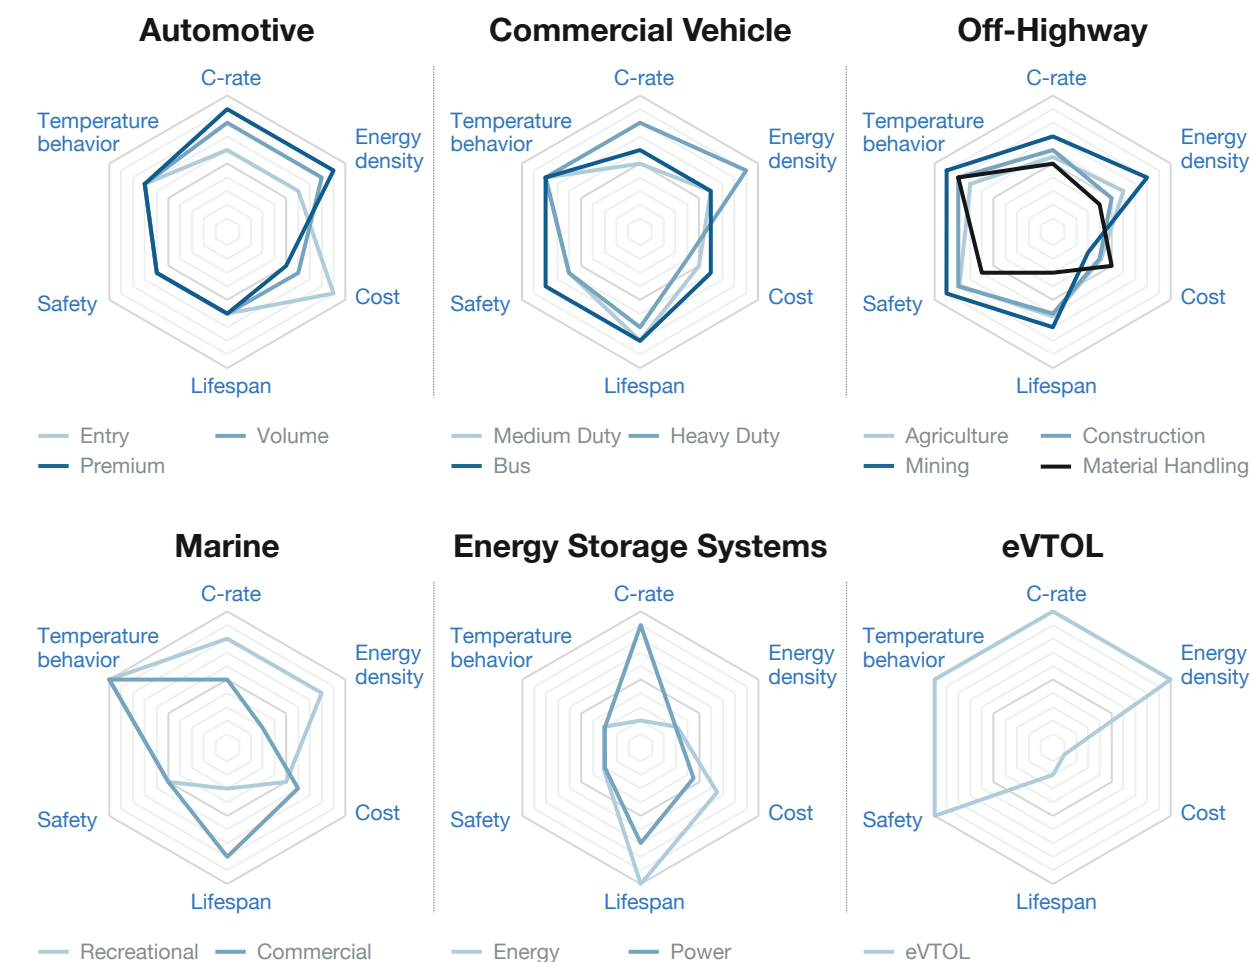 Automotive
C-rate
Temperature
behavior
Energy
density
Safety
Cost
Lifespan
Entry
Volume
Premium
Commercial Vehicle
C-rate
Temperature
behavior
Energy
density
Safety
Cost
Lifespan
Medium Duty
Heavy Duty
Bus
Off-Highway
C-rate
Temperature
behavior
Energy
density
Safety
Cost
Lifespan
Agriculture
Construction
Mining
Material Handling
Marine
C-rate
Temperature
behavior
Energy
density
Safety
Cost
Lifespan
Recreational
Commercial
Energy Storage Systems
C-rate
Temperature
behavior
Energy
density
Safety
Cost
Lifespan
Energy
Power
eVTOL
C-rate
Temperature
behavior
Energy
density
Safety
Cost
Lifespan
eVTOL